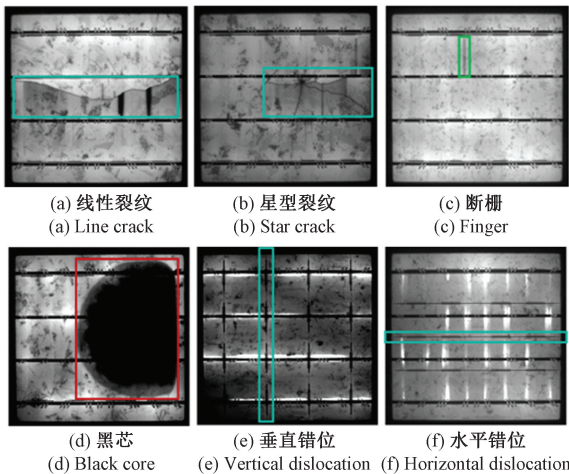 (a) 线性裂纹
(a) Line crack
(b) 星型裂纹
(b) Star crack
(c) 断栅
(c) Finger
(d) 黑芯
(d) Black core
(e) 垂直错位
(e) Vertical dislocation
(f) 水平错位
(f) Horizontal dislocation